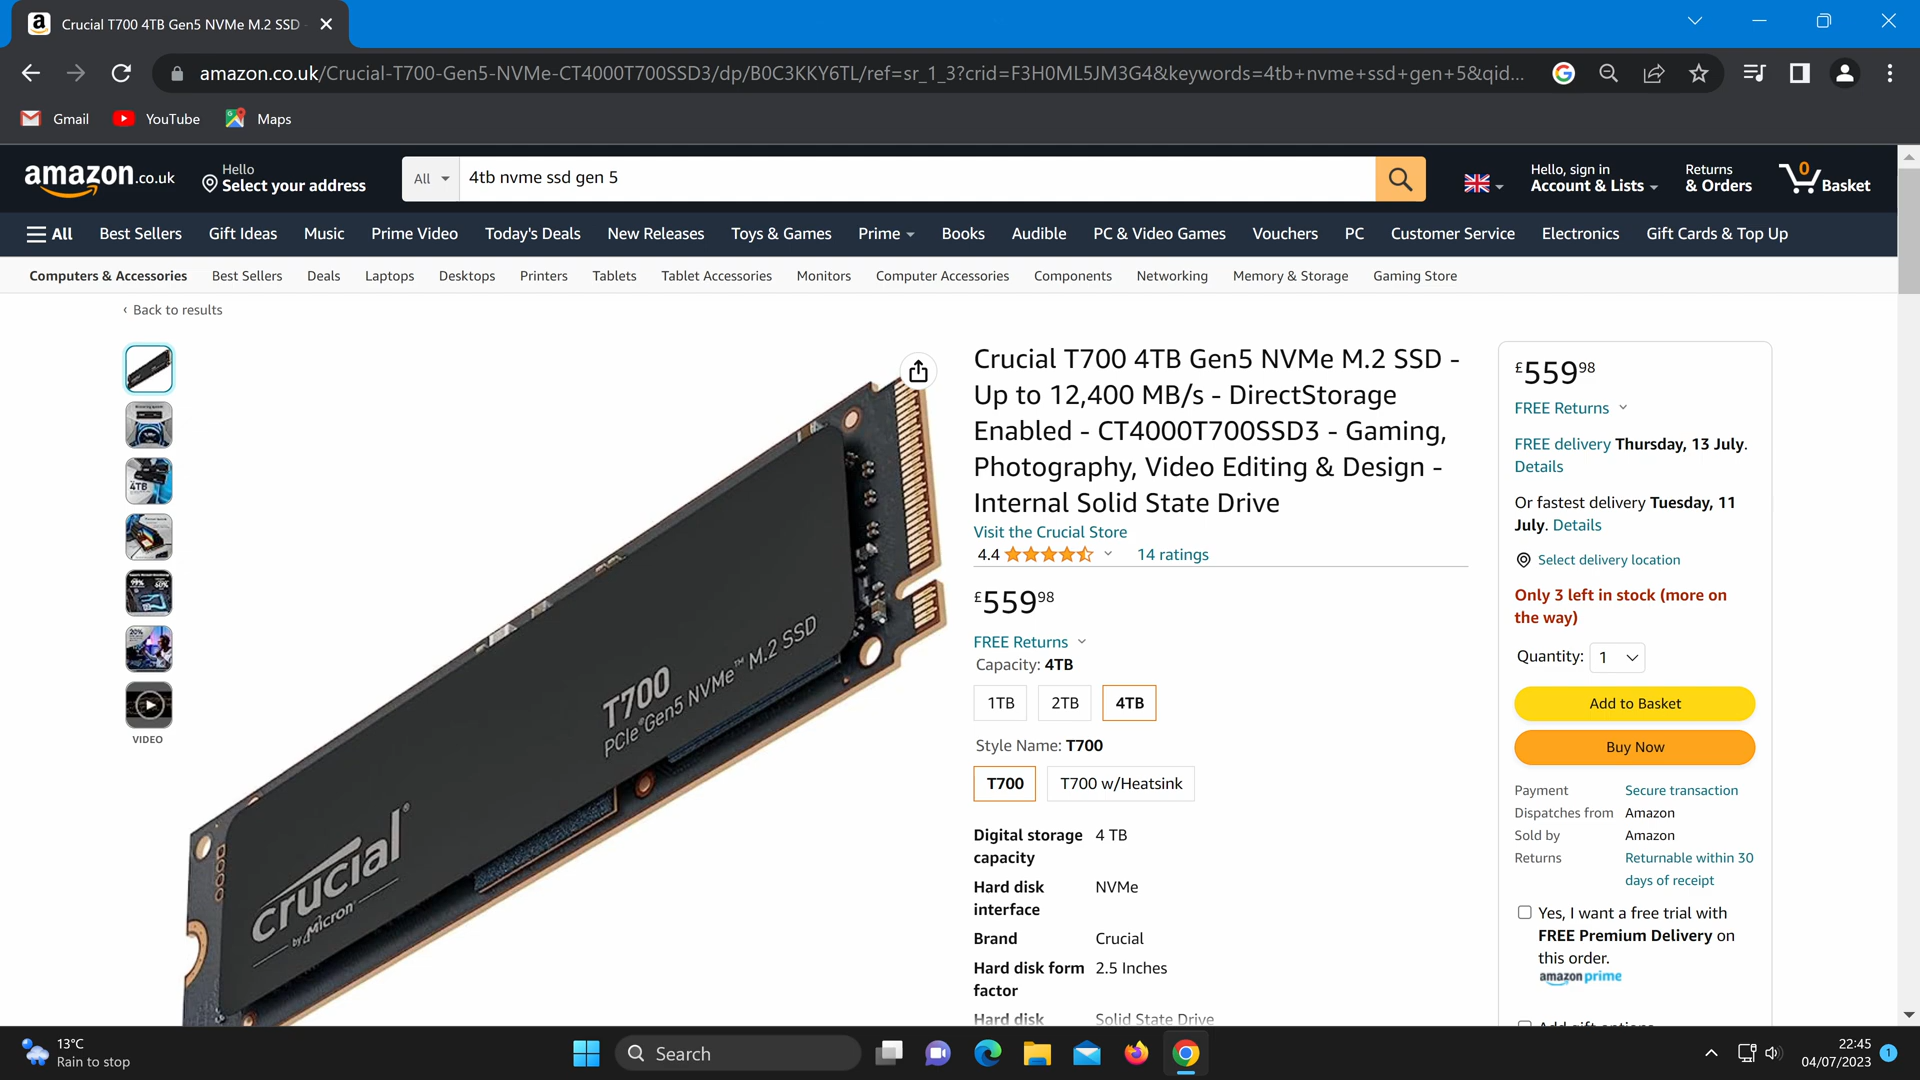 Crucial T700 4TB Gen5 NVMe M.2 SSD
amazon.co.uk/Crucial-T700-Gen5-NVMe-CT4000T700SSD3/dp/B0C3KKY6TL/ref=sr_1_3?crid=F3H0ML5JM3G4&keywords=4tb+nvme+ssd+gen+5&qid...
Gmail YouTube Maps
amazon.co.uk
Hello
Select your address
All
4tb nvme ssd gen 5
Hello, sign in
Account & Lists
Returns
& Orders
0
Basket
All Best Sellers Gift Ideas Music Prime Video Today's Deals New Releases Toys & Games Prime Books Audible PC & Video Games Vouchers PC Customer Service Electronics Gift Cards & Top Up
Computers & Accessories Best Sellers Deals Laptops Desktops Printers Tablets Tablet Accessories Monitors Computer Accessories Components Networking Memory & Storage Gaming Store
‹ Back to results
4TB
99%
60%
20%
VIDEO
T700
PCIe® Gen5 NVMe™ M.2 SSD
crucial®
by Micron®
Crucial T700 4TB Gen5 NVMe M.2 SSD -
Up to 12,400 MB/s - DirectStorage
Enabled - CT4000T700SSD3 - Gaming,
Photography, Video Editing & Design -
Internal Solid State Drive
Visit the Crucial Store
4.4 14 ratings
£55998
FREE Returns
Capacity: 4TB
1TB 2TB 4TB
Style Name: T700
T700 T700 w/Heatsink
Digital storage 4 TB
capacity
Hard disk NVMe
interface
Brand Crucial
Hard disk form 2.5 Inches
factor
Hard disk Solid State Drive
£55998
FREE Returns
FREE delivery Thursday, 13 July.
Details
Or fastest delivery Tuesday, 11
July. Details
Select delivery location
Only 3 left in stock (more on
the way)
Quantity: 1
Add to Basket
Buy Now
Payment Secure transaction
Dispatches from Amazon
Sold by Amazon
Returns Returnable within 30
days of receipt
Yes, I want a free trial with
FREE Premium Delivery on
this order.
amazon prime
Add gift options
13°C
Rain to stop
Search
22:45
04/07/2023
1